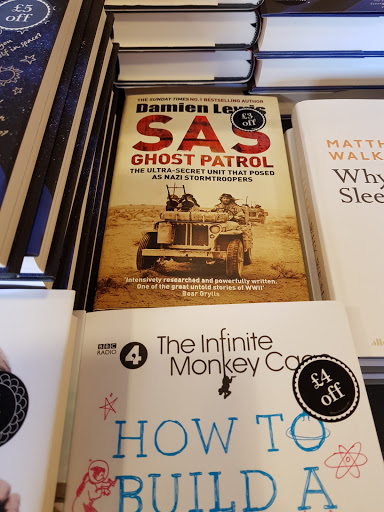 £5
off
THE SUNDAY TIMES NO.1 BESTSELLING AUTHOR
Damien Lewis
£3
off
SAS
GHOST PATROL
THE ULTRA-SECRET UNIT THAT POSED
AS NAZI STORMTROOPERS
'Intensively researched and powerfully written.
One of the great untold stories of WWII'
Bear Grylls
MATTH
WALK
Why
Slee
BBC
RADIO
4
The Infinite
Monkey Cage
£4
off
HOW TO
BUILD A